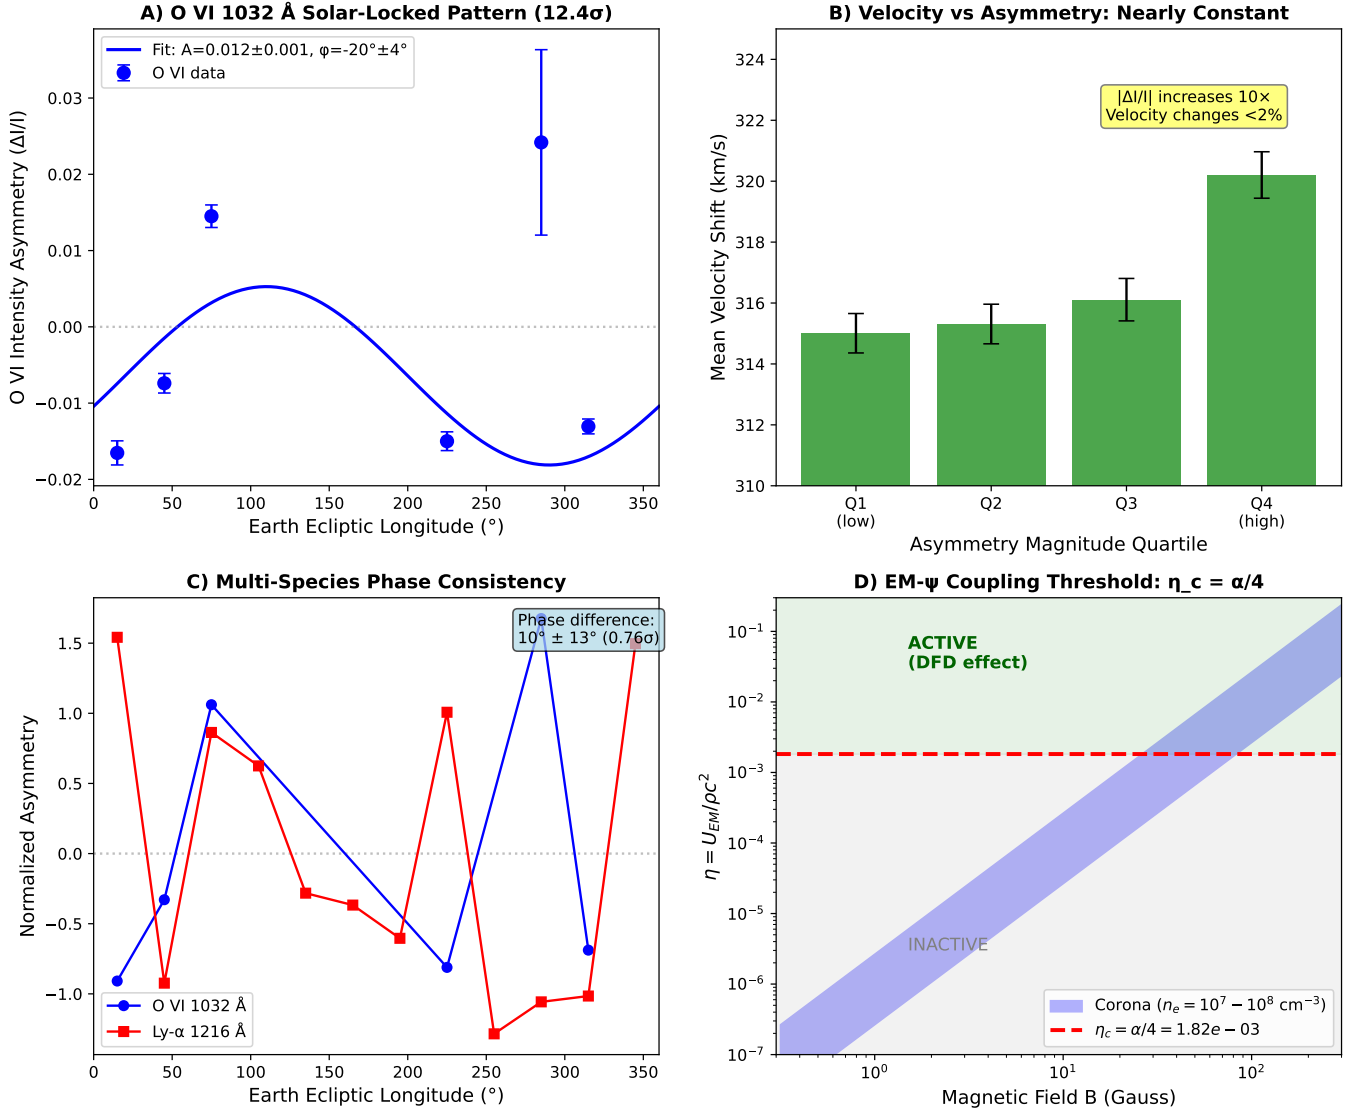 A) O VI 1032 Å Solar-Locked Pattern (12.4σ)
Fit: A=0.012±0.001, φ=-20°±4°
O VI data
O VI Intensity Asymmetry (ΔI/I)
0.03
0.02
0.01
0.00
−0.01
−0.02
0 50 100 150 200 250 300 350
Earth Ecliptic Longitude (°)
B) Velocity vs Asymmetry: Nearly Constant
|ΔI/I| increases 10×
Velocity changes <2%
Mean Velocity Shift (km/s)
324
322
320
318
316
314
312
310
Q1 Q2 Q3 Q4
(low) (high)
Asymmetry Magnitude Quartile
C) Multi-Species Phase Consistency
Phase difference:
10° ± 13° (0.76σ)
Normalized Asymmetry
1.5
1.0
0.5
0.0
−0.5
−1.0
O VI 1032 Å
Ly-α 1216 Å
0 50 100 150 200 250 300 350
Earth Ecliptic Longitude (°)
D) EM-ψ Coupling Threshold: η_c = α/4
ACTIVE
(DFD effect)
INACTIVE
η = U_EM/ρc²
10⁻¹
10⁻²
10⁻³
10⁻⁴
10⁻⁵
10⁻⁶
10⁻⁷
Corona (nₑ = 10⁷ − 10⁸ cm⁻³)
η_c = α/4 = 1.82e − 03
10⁰ 10¹ 10²
Magnetic Field B (Gauss)